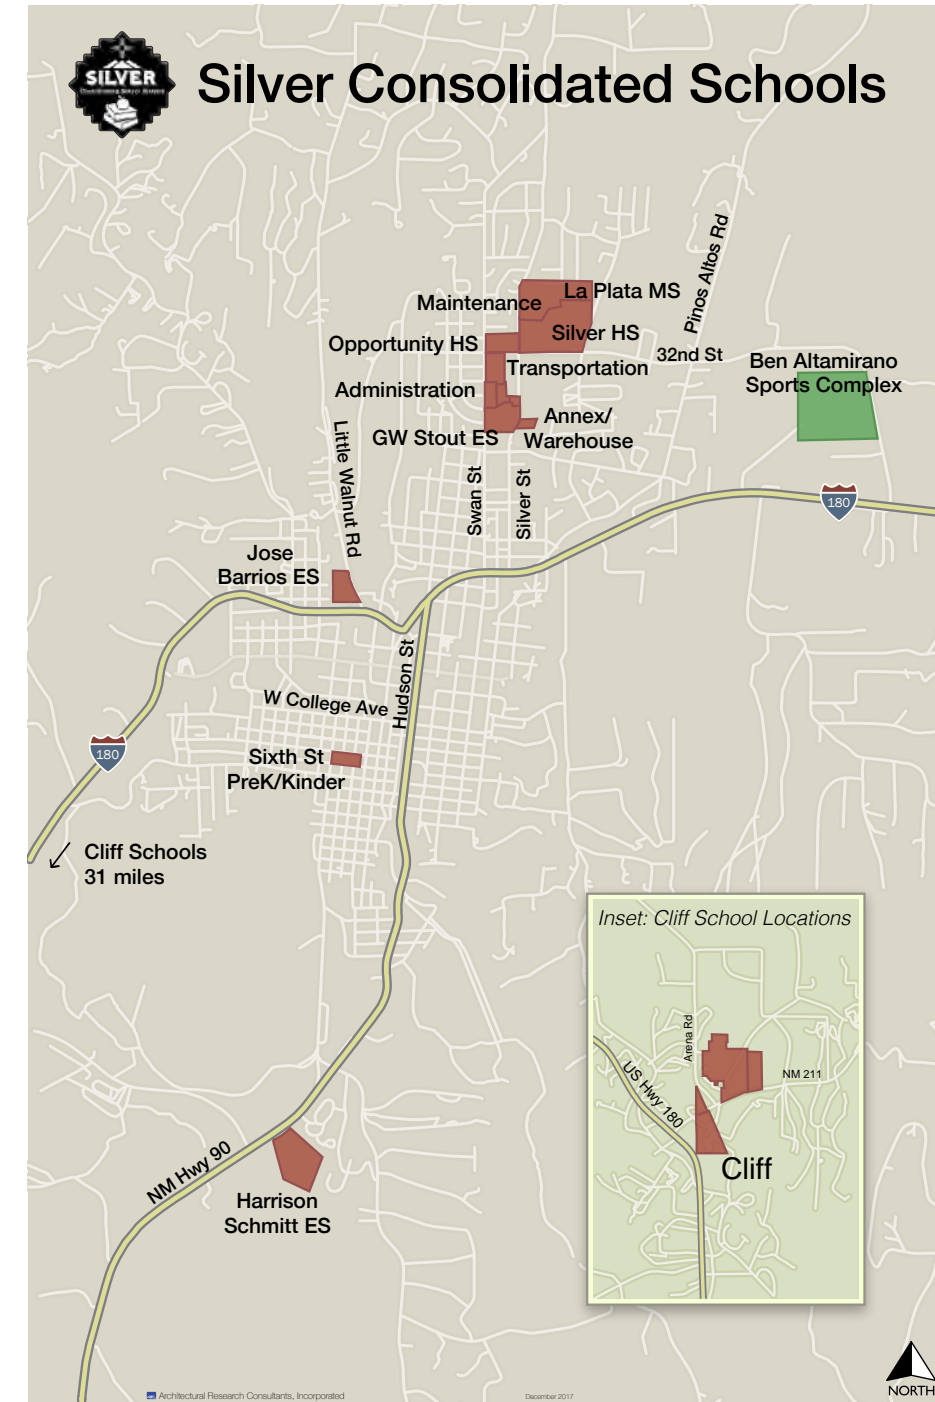 SILVER
Silver Consolidated Schools
Pinos Altos Rd
La Plata MS
Maintenance
Silver HS
Opportunity HS
32nd St
Transportation
Ben Altamirano
Sports Complex
Administration
Annex/
Warehouse
GW Stout ES
Little Walnut Rd
Swan St
Silver St
180
Jose
Barrios ES
Hudson St
W College Ave
180
Sixth St
PreK/Kinder
Cliff Schools
31 miles
Inset: Cliff School Locations
Arena Rd
NM 211
US Hwy 180
Cliff
NM Hwy 90
Harrison
Schmitt ES
NORTH
Architectural Research Consultants, Incorporated
December 2017